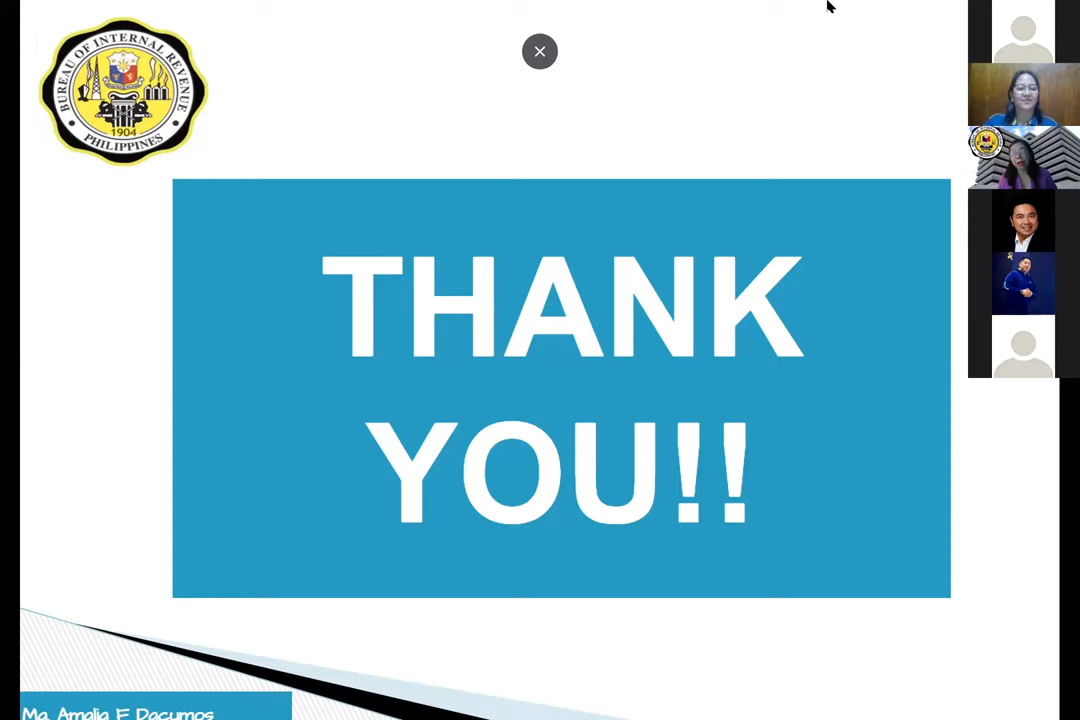 BUREAU OF INTERNAL REVENUE
1904
PHILIPPINES
THANK
YOU!!
Ma. Amalia E Dacumos